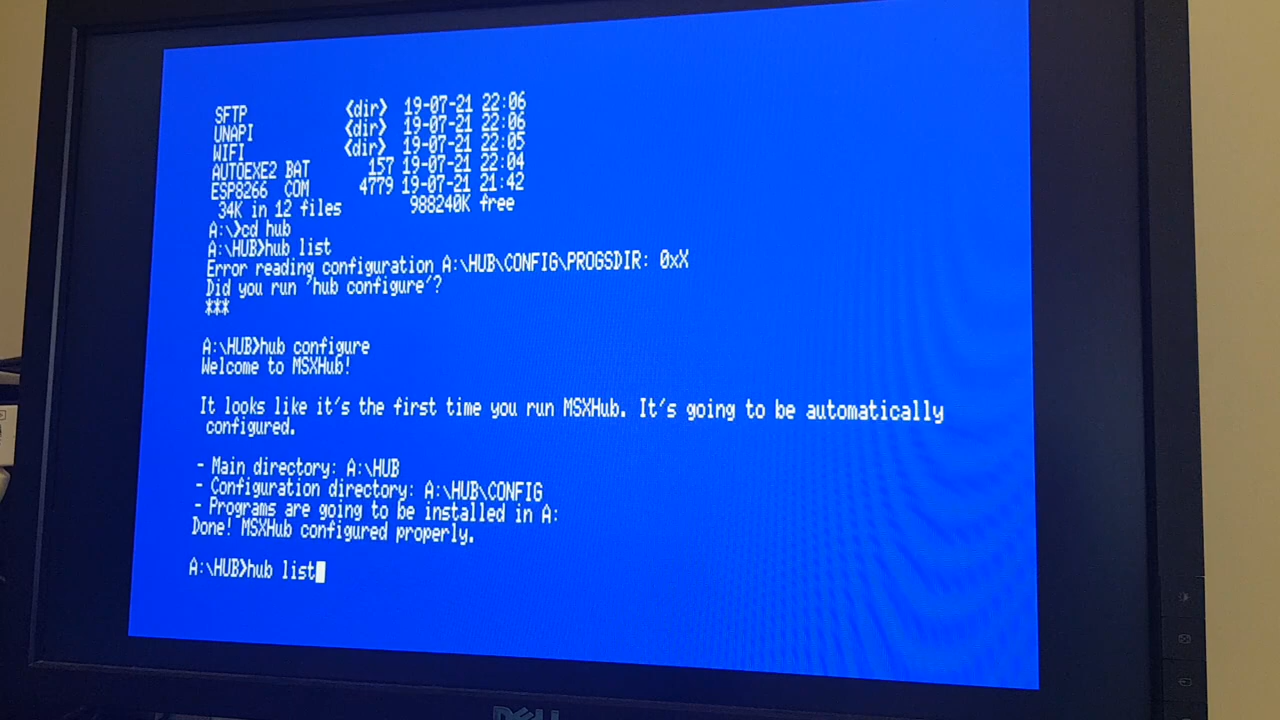 SFTP <dir> 19-07-21 22:06
UNAPI <dir> 19-07-21 22:06
WIFI <dir> 19-07-21 22:05
AUTOEXE2 BAT 157 19-07-21 22:04
ESP8266 COM 4779 19-07-21 21:42
34K in 12 files 988240K free
A:\>cd hub
A:\HUB>hub list
Error reading configuration A:\HUB\CONFIG\PROGSDIR: 0xX
Did you run 'hub configure'?
***
A:\HUB>hub configure
Welcome to MSXHub!
It looks like it's the first time you run MSXHub. It's going to be automatically
configured.
- Main directory: A:\HUB
- Configuration directory: A:\HUB\CONFIG
- Programs are going to be installed in A:
Done! MSXHub configured properly.
A:\HUB>hub list
DELL